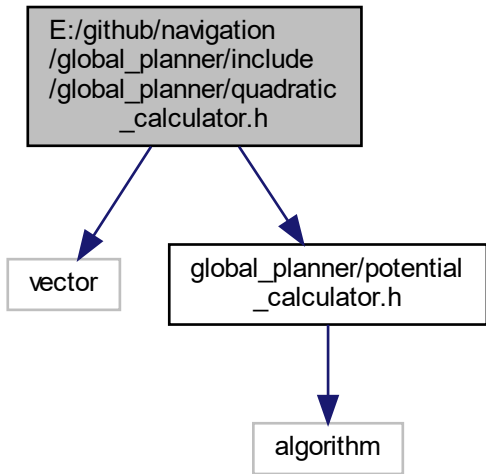 E:/github/navigation
/global_planner/include
/global_planner/quadratic
_calculator.h
vector
global_planner/potential
_calculator.h
algorithm